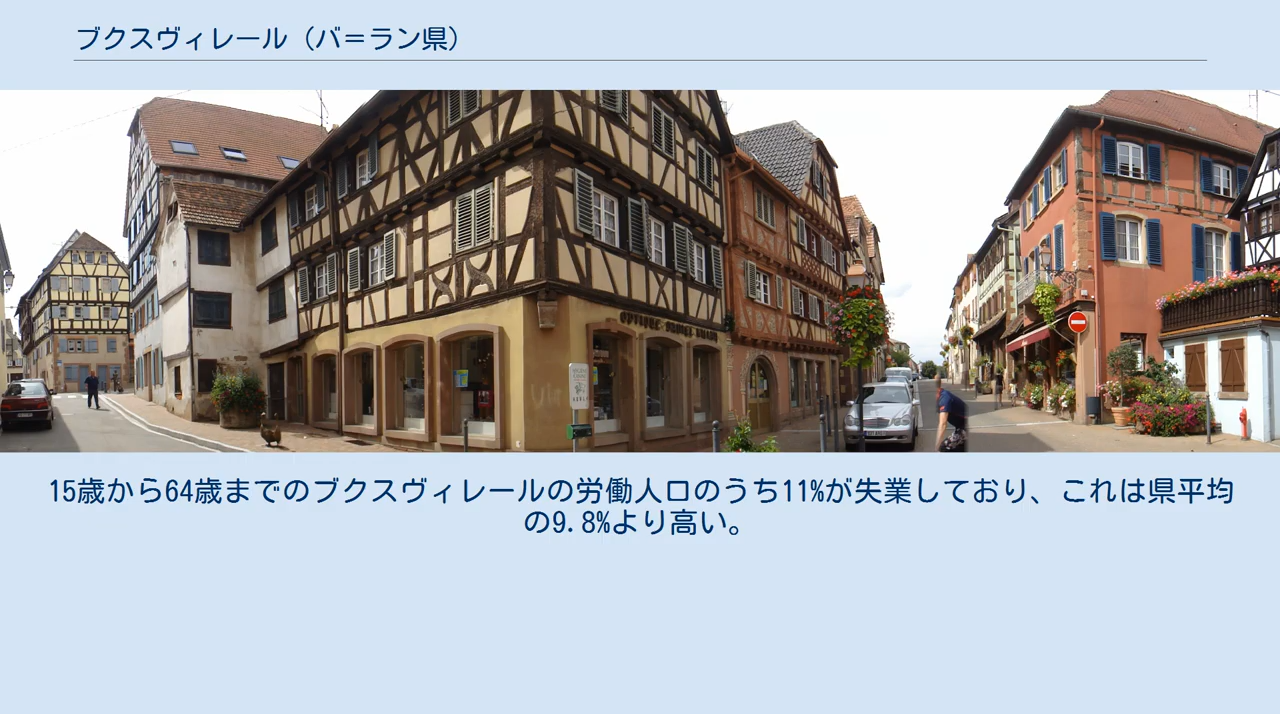 ブクスヴィレール（バ＝ラン県）
15歳から64歳までのブクスヴィレールの労働人口のうち11%が失業しており、これは県平均
の9.8%より高い。